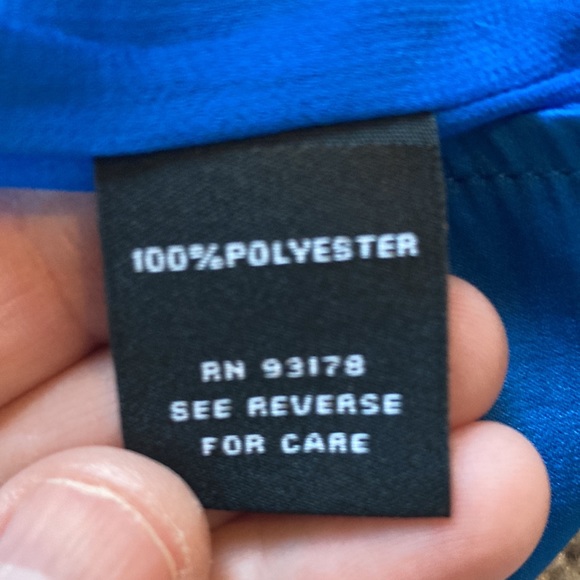 100%POLYESTER
RN 93178
SEE REVERSE
FOR CARE